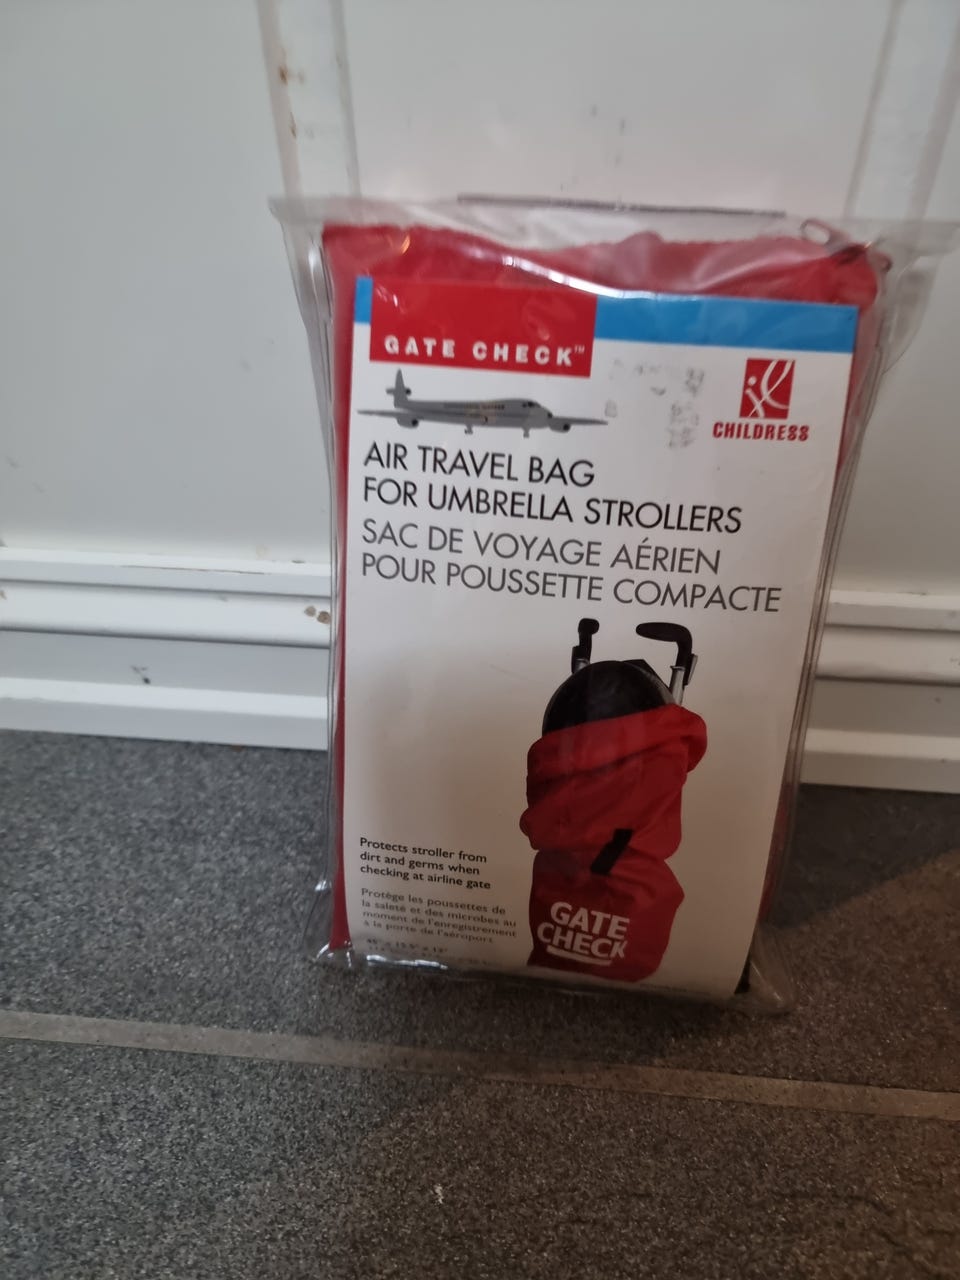 GATE CHECK™
CHILDRESS
AIR TRAVEL BAG
FOR UMBRELLA STROLLERS
SAC DE VOYAGE AÉRIEN
POUR POUSSETTE COMPACTE
Protects stroller from
dirt and germs when
checking at airline gate
Protège les poussettes de
la saleté et des microbes au
moment de l'enregistrement
à la porte de l'aéroport
GATE
CHECK